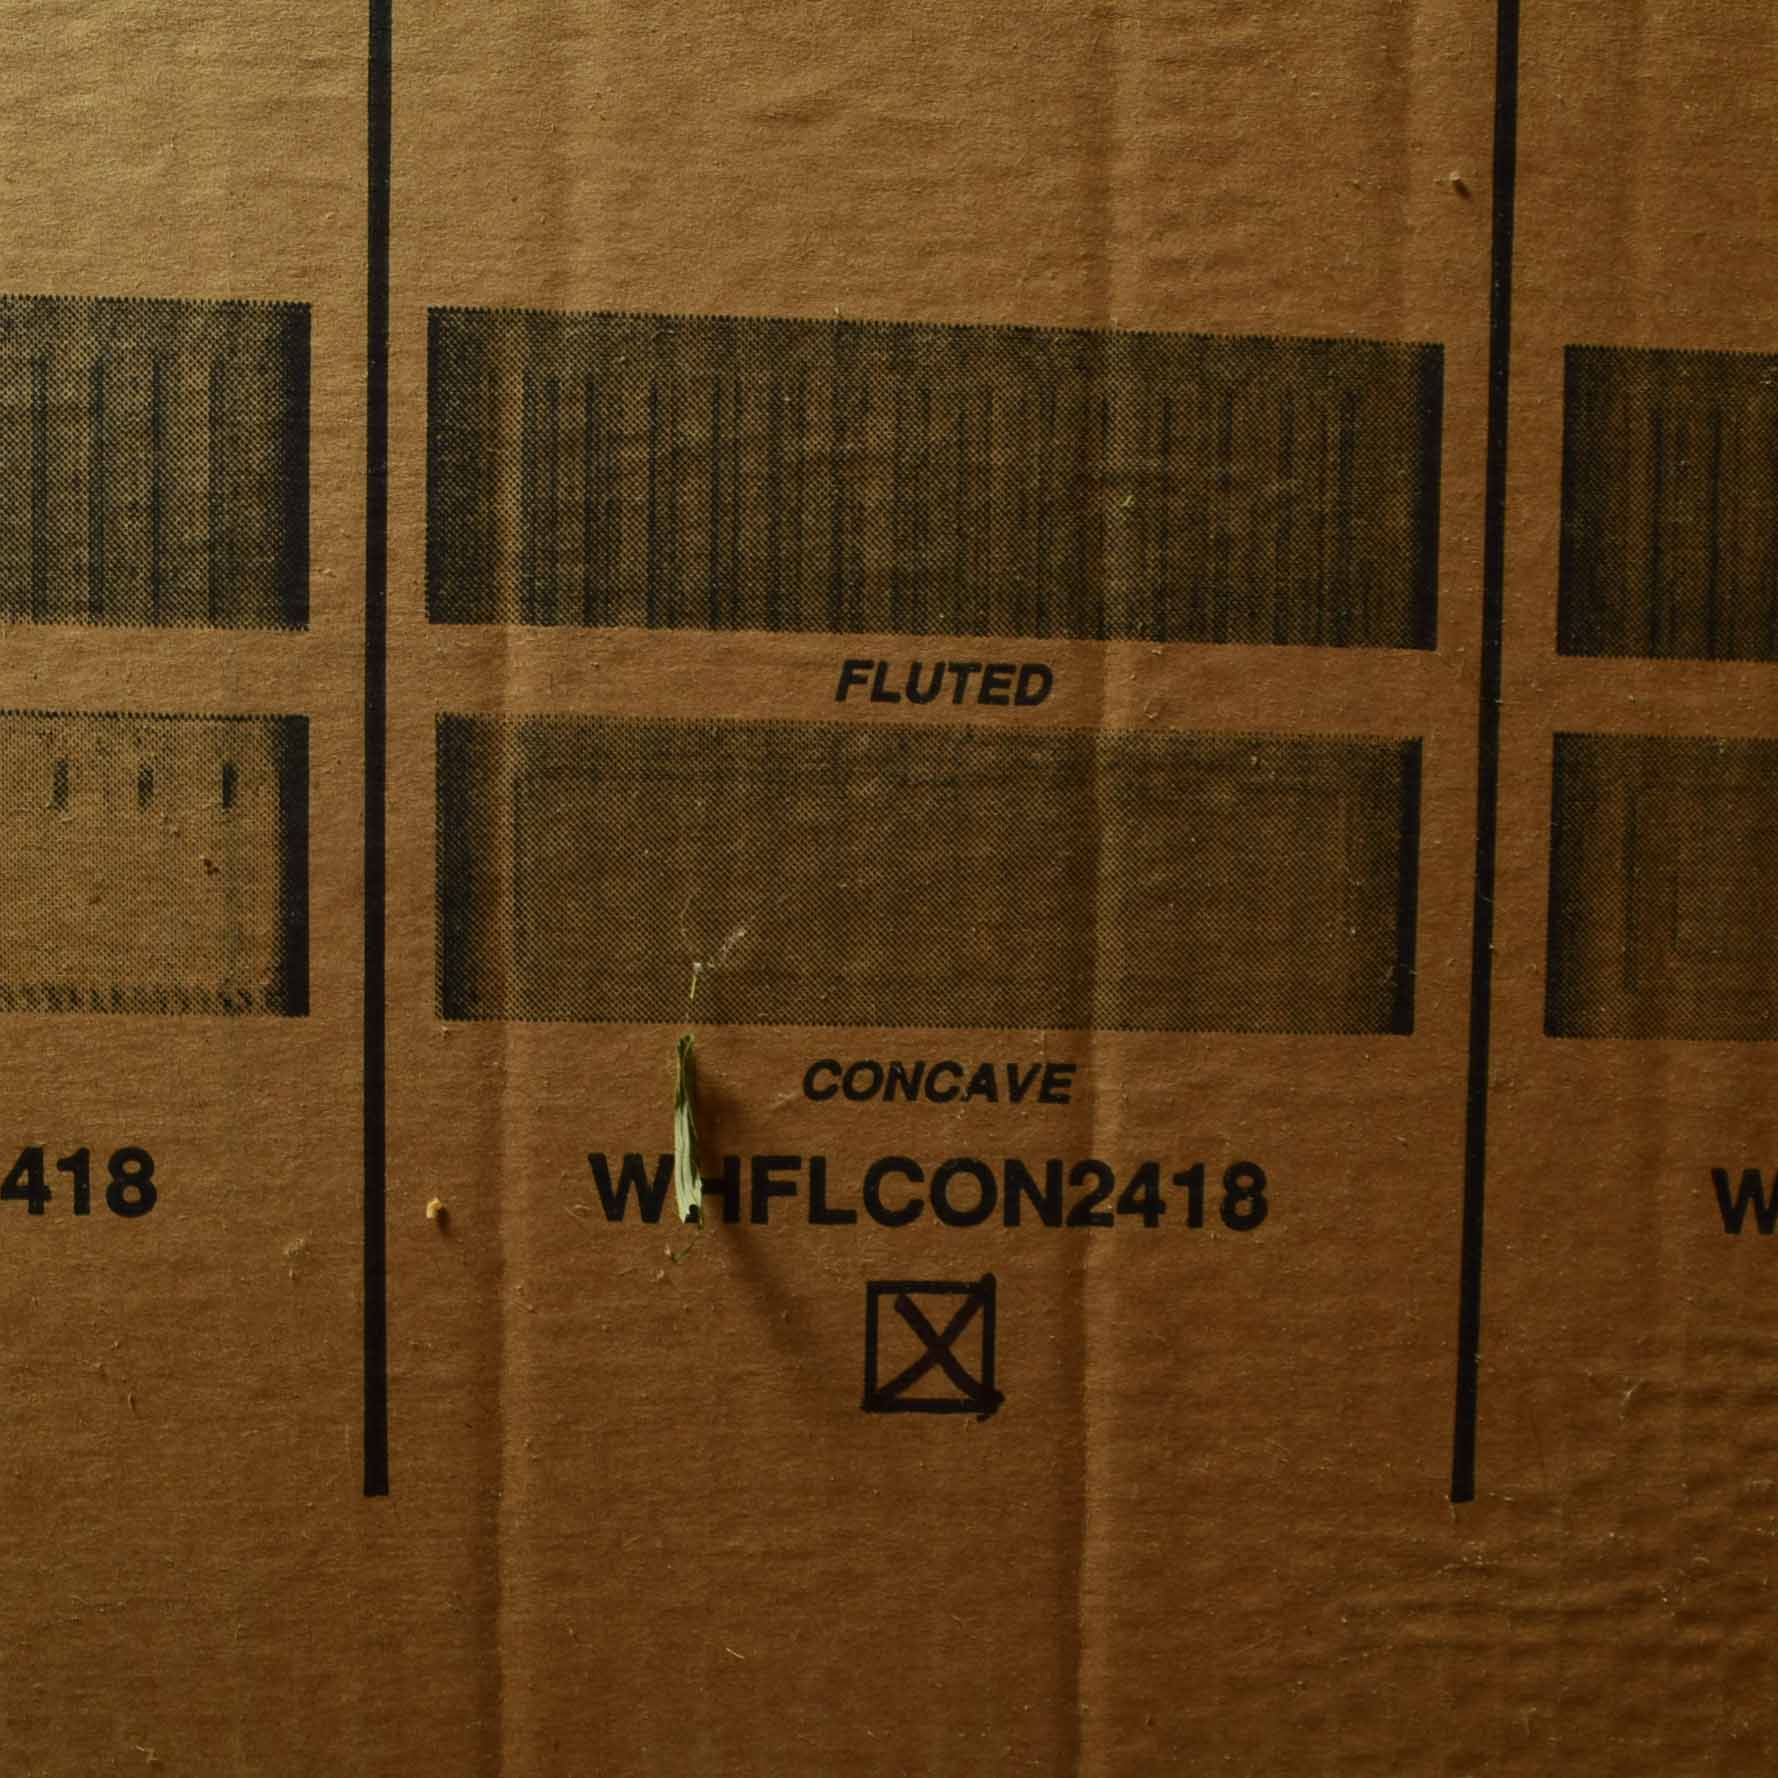 FLUTED
CONCAVE
418
WHFLCON2418
W